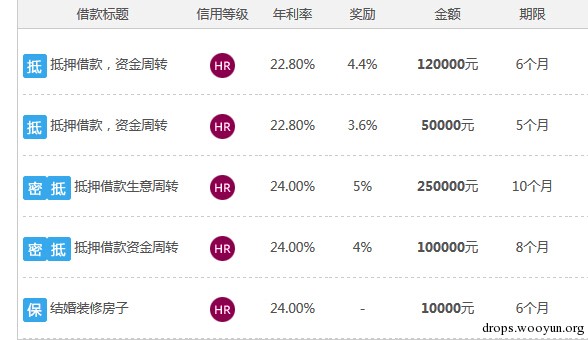 借款标题 信用等级 年利率 奖励 金额 期限
抵 抵押借款，资金周转 HR 22.80% 4.4% 120000元 6个月
抵 抵押借款，资金周转 HR 22.80% 3.6% 50000元 5个月
密 抵 抵押借款生意周转 HR 24.00% 5% 250000元 10个月
密 抵 抵押借款资金周转 HR 24.00% 4% 100000元 8个月
保 结婚装修房子 HR 24.00% - 10000元 6个月
drops.wooyun.org